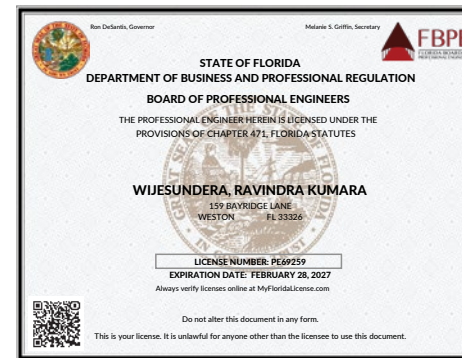 Ron DeSantis, Governor
Melanie S. Griffin, Secretary
FBPE
FLORIDA BOARD
STATE OF FLORIDA
DEPARTMENT OF BUSINESS AND PROFESSIONAL REGULATION
BOARD OF PROFESSIONAL ENGINEERS
THE PROFESSIONAL ENGINEER HEREIN IS LICENSED UNDER THE
PROVISIONS OF CHAPTER 471, FLORIDA STATUTES
WIJESUNDERA, RAVINDRA KUMARA
159 BAYRIDGE LANE
WESTON FL 33326
LICENSE NUMBER: PE69259
EXPIRATION DATE: FEBRUARY 28, 2027
Always verify licenses online at MyFloridaLicense.com
Do not alter this document in any form.
This is your license. It is unlawful for anyone other than the licensee to use this document.